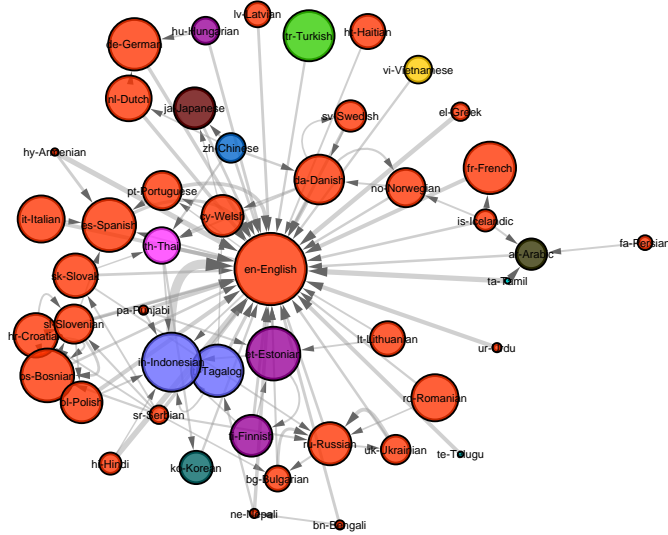 lv-Latvian
hu-Hungarian
ht-Haitian
tr-Turkish
de-German
vi-Vietnamese
nl-Dutch
ja-Japanese
el-Greek
sv-Swedish
zh-Chinese
hy-Armenian
fr-French
da-Danish
no-Norwegian
pt-Portuguese
it-Italian
es-Spanish
cy-Welsh
is-Icelandic
th-Thai
fa-Persian
ar-Arabic
en-English
sk-Slovak
ta-Tamil
pa-Punjabi
sl-Slovenian
hr-Croatia
lt-Lithuanian
ur-Urdu
et-Estonian
in-Indonesian
Tagalog
bs-Bosnian
ro-Romanian
pl-Polish
sr-Serbian
fi-Finnish
ru-Russian
uk-Ukrainian
te-Telugu
hi-Hindi
ko-Korean
bg-Bulgarian
ne-Nepali
bn-Bengali